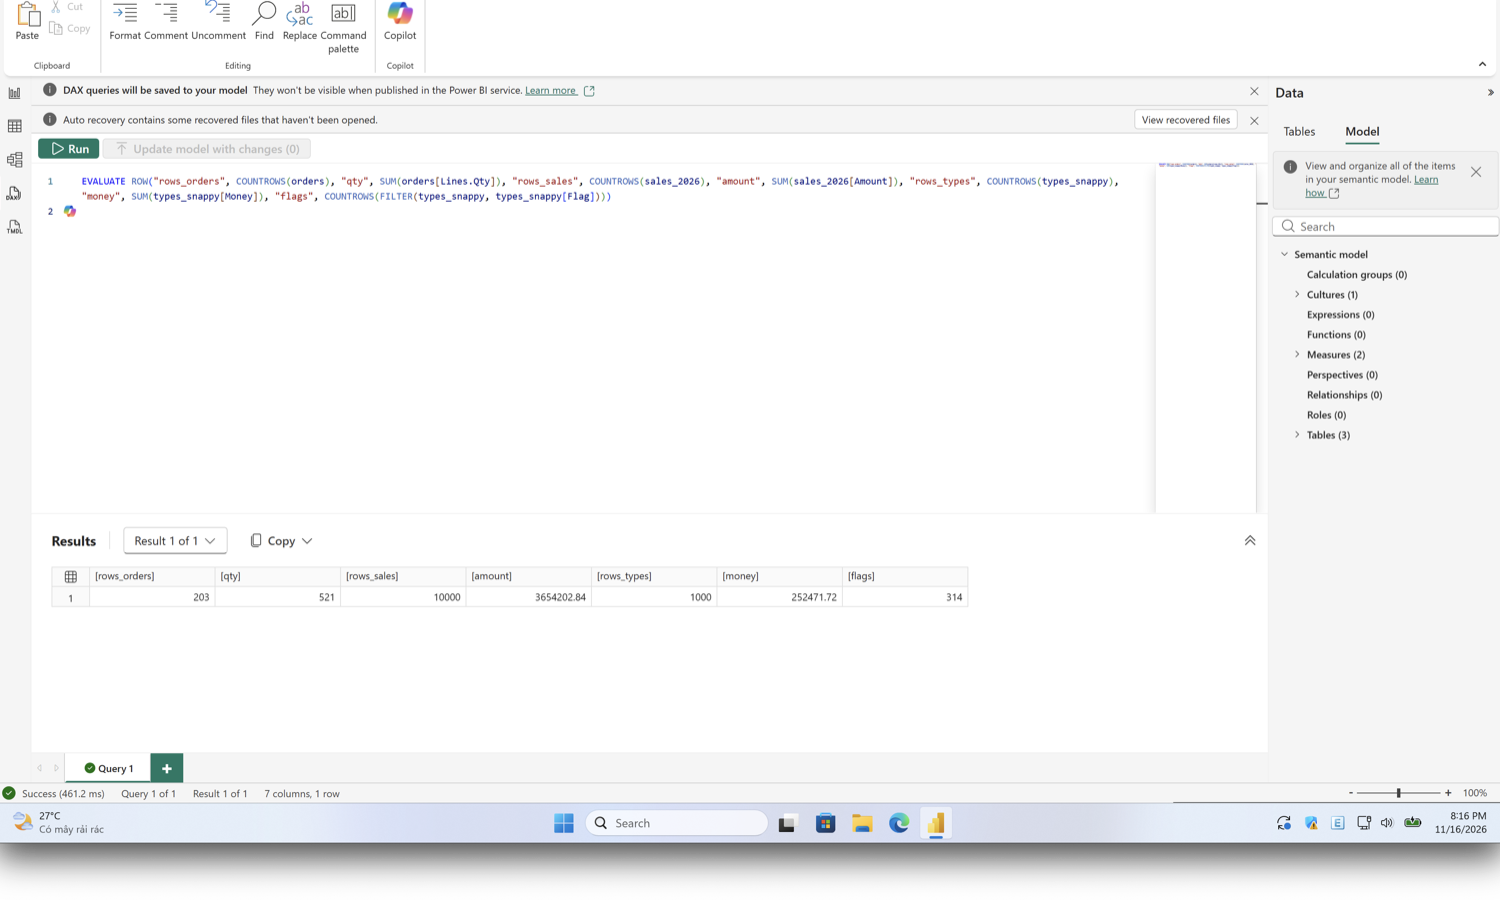 Paste
Cut
Copy
Clipboard
Format
Comment
Uncomment
Find
Replace
Command palette
Editing
Copilot
Copilot
DAX queries will be saved to your model They won't be visible when published in the Power BI service. Learn more
Auto recovery contains some recovered files that haven't been opened.
View recovered files
Run
Update model with changes (0)
1 EVALUATE ROW("rows_orders", COUNTROWS(orders), "qty", SUM(orders[Lines.Qty]), "rows_sales", COUNTROWS(sales_2026), "amount", SUM(sales_2026[Amount]), "rows_types", COUNTROWS(types_snappy),
"money", SUM(types_snappy[Money]), "flags", COUNTROWS(FILTER(types_snappy, types_snappy[Flag])))
2
DAX
TMDL
Results
Result 1 of 1
Copy
[rows_orders] [qty] [rows_sales] [amount] [rows_types] [money] [flags]
1 203 521 10000 3654202.84 1000 252471.72 314
Query 1
Success (461.2 ms) Query 1 of 1 Result 1 of 1 7 columns, 1 row
- + 100%
Data
Tables
Model
View and organize all of the items
in your semantic model. Learn
how
Search
Semantic model
Calculation groups (0)
Cultures (1)
Expressions (0)
Functions (0)
Measures (2)
Perspectives (0)
Relationships (0)
Roles (0)
Tables (3)
27°C
Có mây rải rác
Search
8:16 PM
11/16/2026